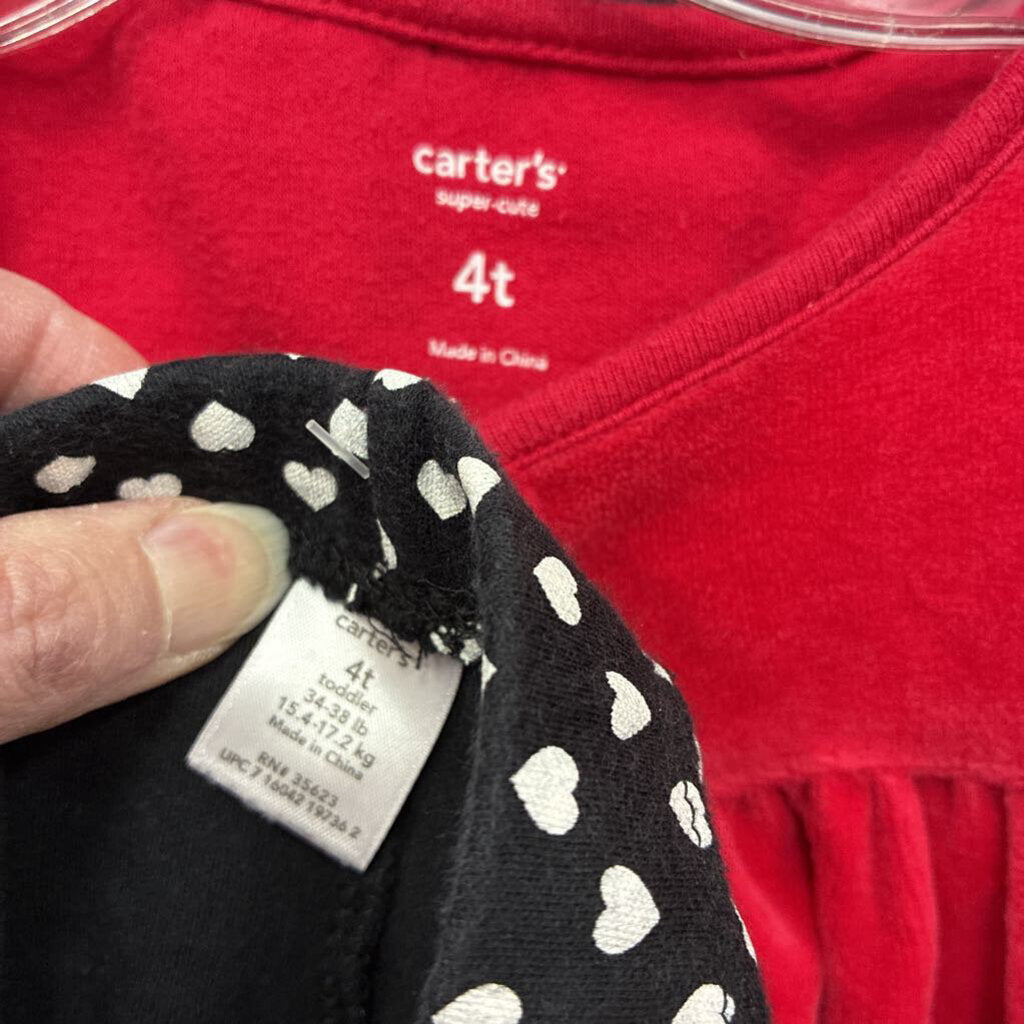 carter's
super-cute
4t
Made in China
carter's
4t
toddler
34-38 lb
15.4-17.2 kg
Made in China
RN# 35623
UPC 7 16042 19736 2